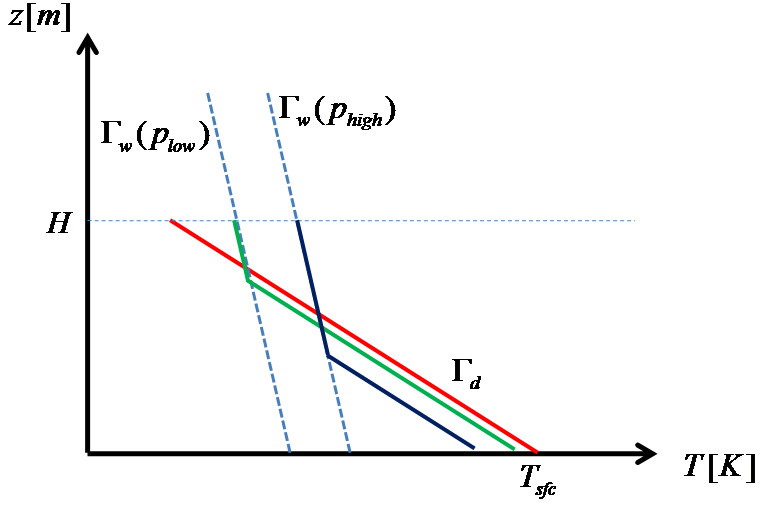 z[m]
Γw(plow)
Γw(phigh)
H
Γd
Tsfc
T[K]